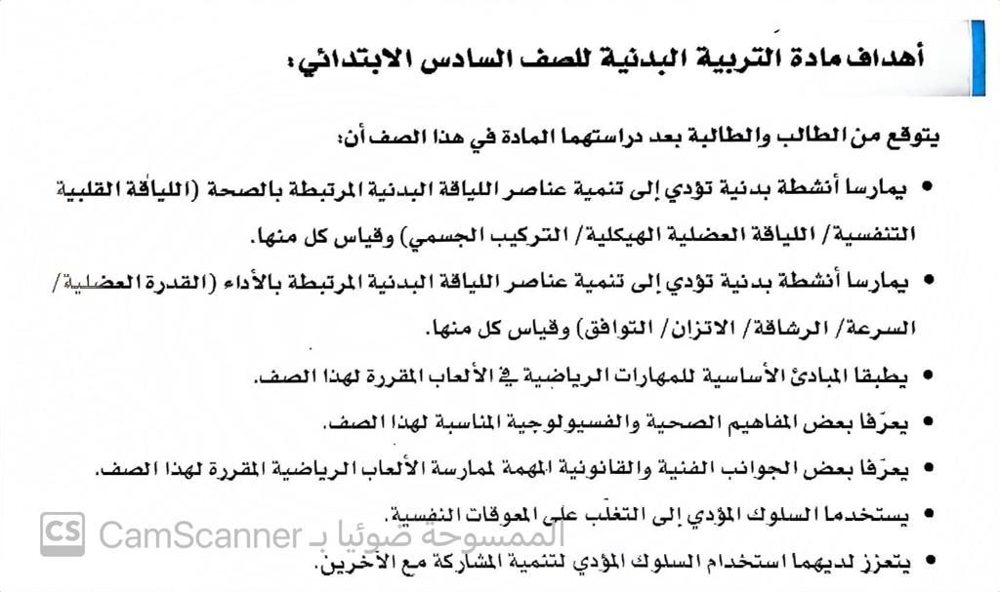 أهداف مادة التربية البدنية للصف السادس الابتدائي:
يتوقع من الطالب والطالبة بعد دراستهما المادة في هذا الصف أن:
• يمارسا أنشطة بدنية تؤدي إلى تنمية عناصر اللياقة البدنية المرتبطة بالصحة (اللياقة القلبية
التنفسية/ اللياقة العضلية الهيكلية/ التركيب الجسمي) وقياس كل منها.
• يمارسا أنشطة بدنية تؤدي إلى تنمية عناصر اللياقة البدنية المرتبطة بالأداء (القدرة العضلية/
السرعة/ الرشاقة/ الاتزان/ التوافق) وقياس كل منها.
• يطبقا المبادئ الأساسية للمهارات الرياضية في الألعاب المقررة لهذا الصف.
• يعرّفا بعض المفاهيم الصحية والفسيولوجية المناسبة لهذا الصف.
• يعرّفا بعض الجوانب الفنية والقانونية المهمة لممارسة الألعاب الرياضية المقررة لهذا الصف.
• يستخدما السلوك المؤدي إلى التغلّب على المعوقات النفسية.
الممسوحة ضوئيا بـ CamScanner
CS
• يتعزز لديهما استخدام السلوك المؤدي لتنمية المشاركة مع الآخرين.